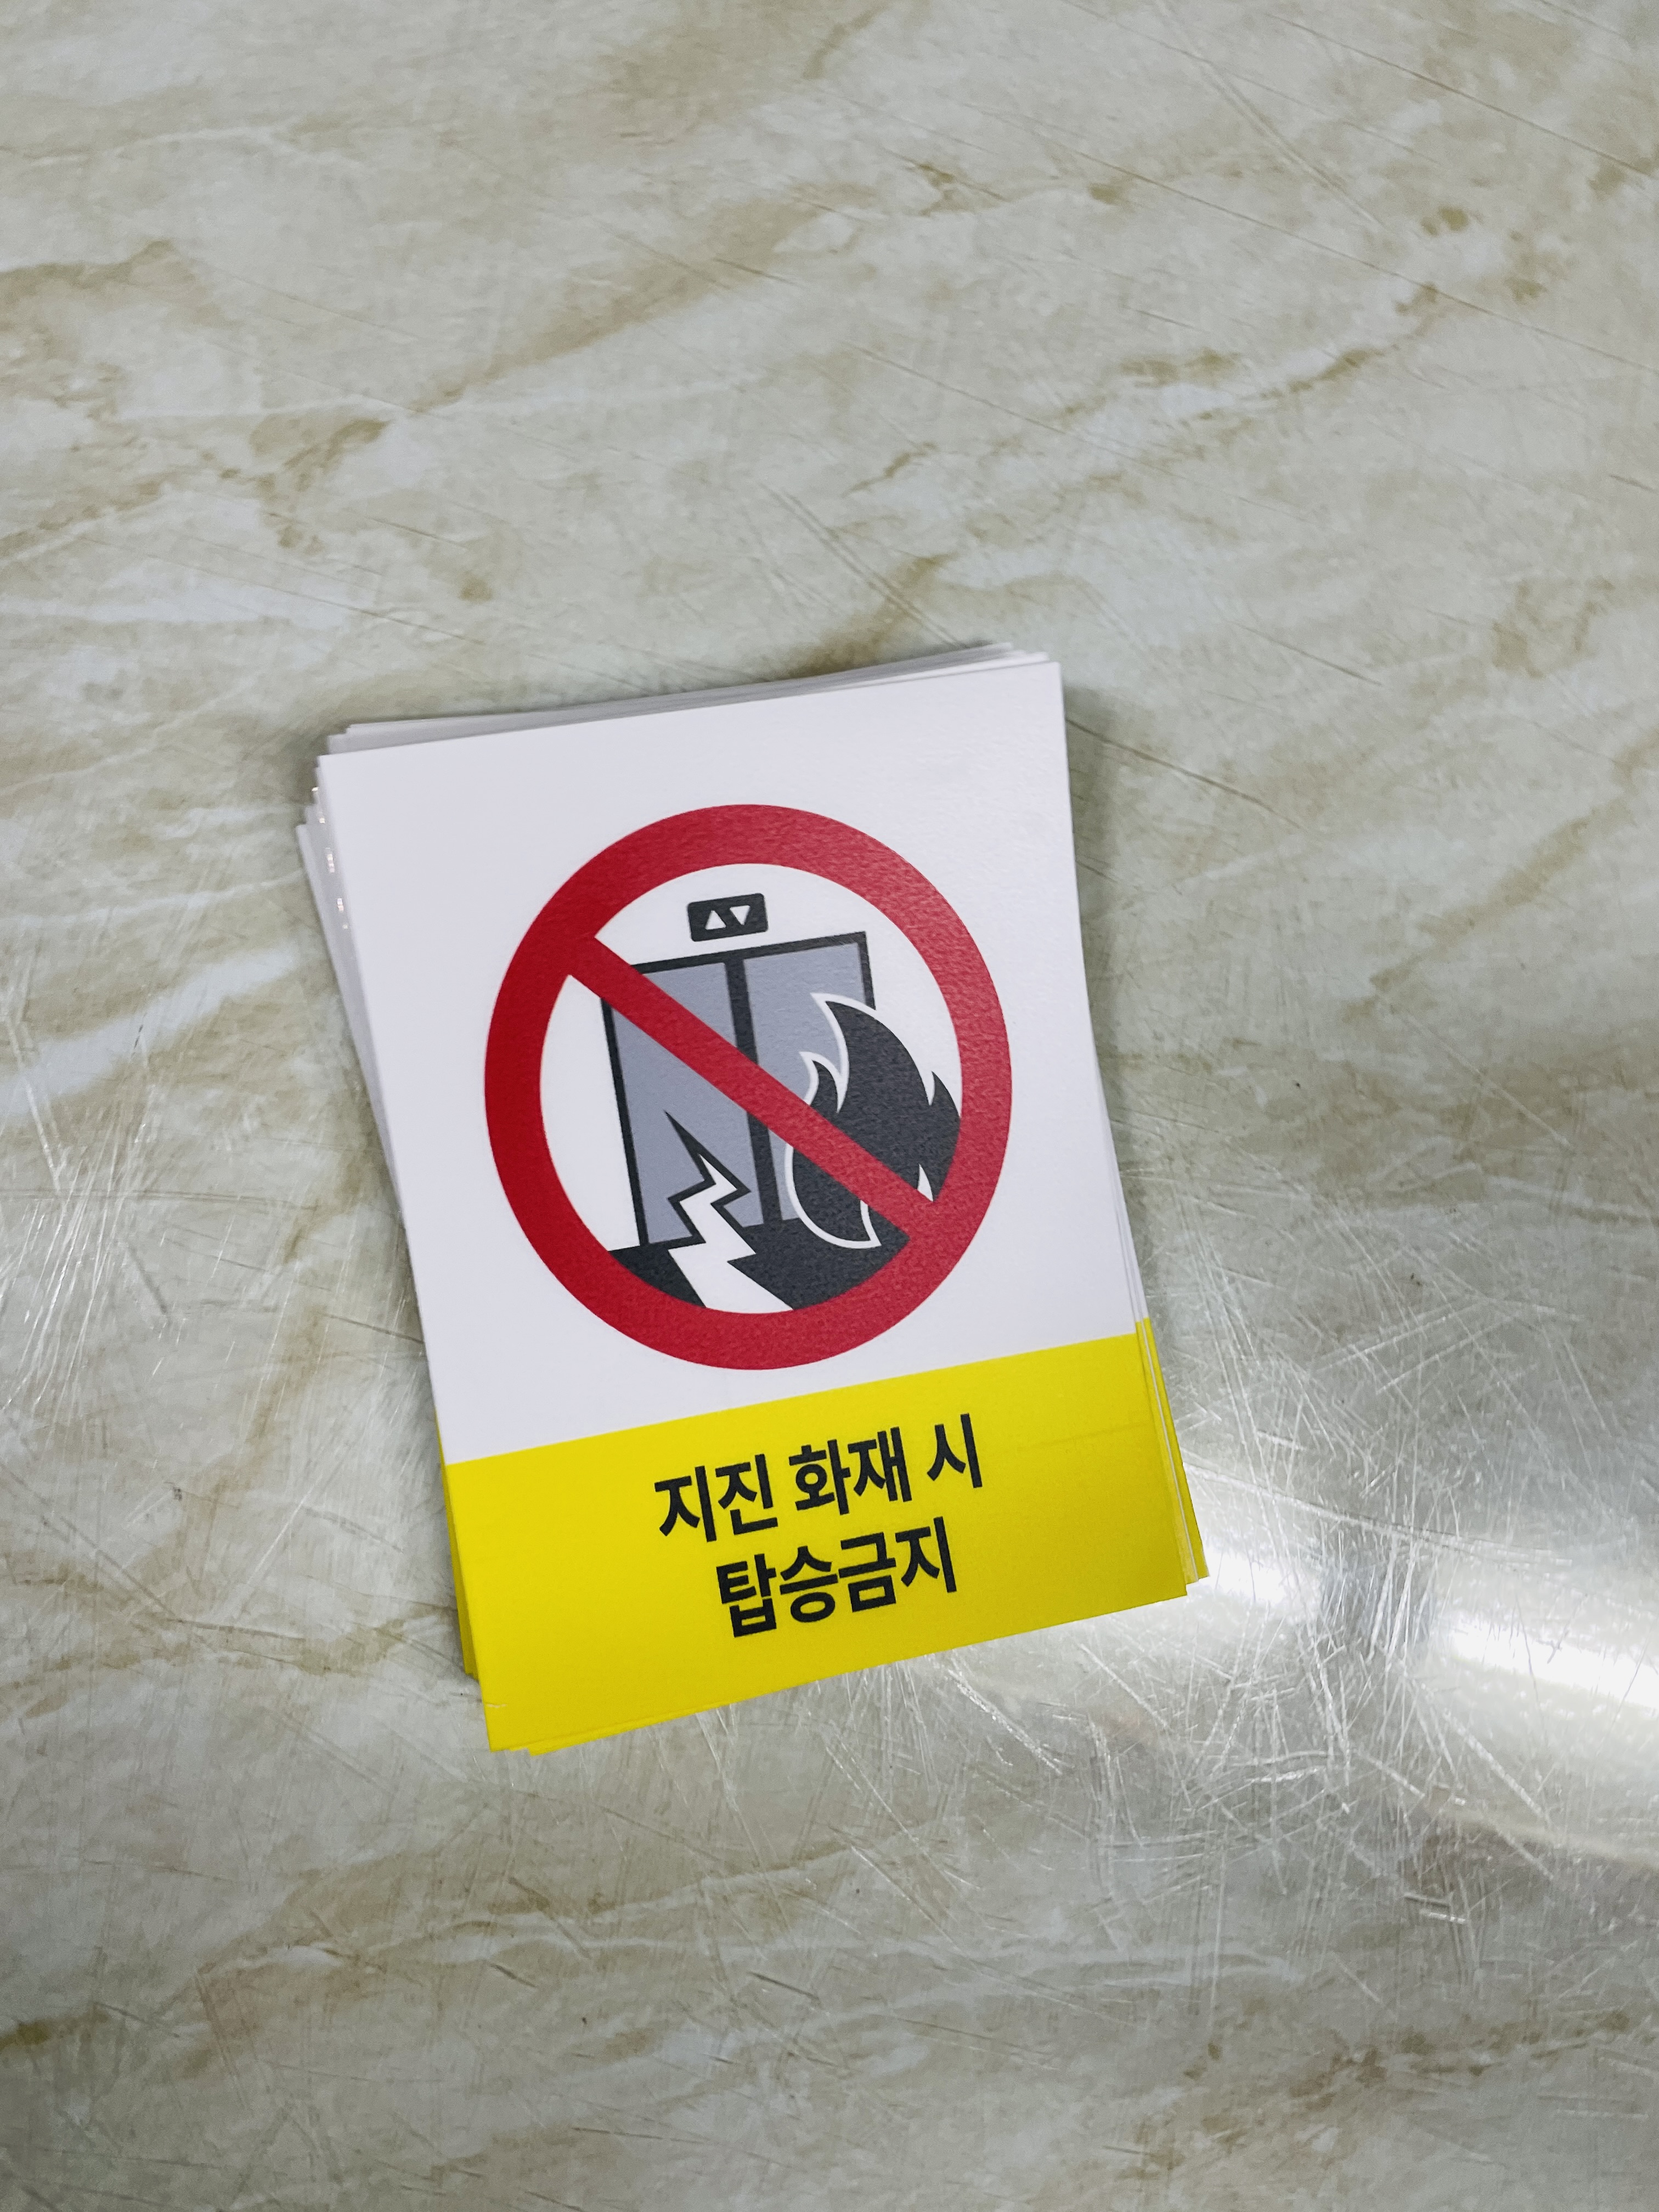 지진 화재 시
탑승금지